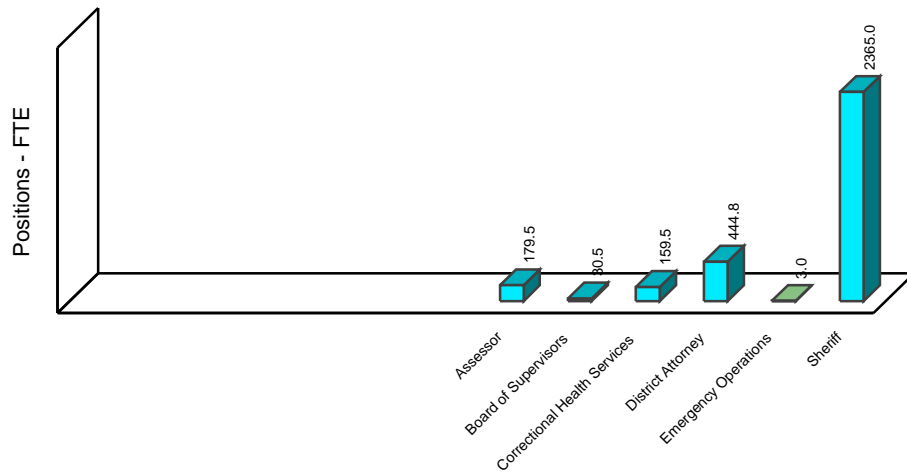 Positions - FTE
179.5
30.5
159.5
444.8
3.0
2365.0
Assessor
Board of Supervisors
Correctional Health Services
District Attorney
Emergency Operations
Sheriff